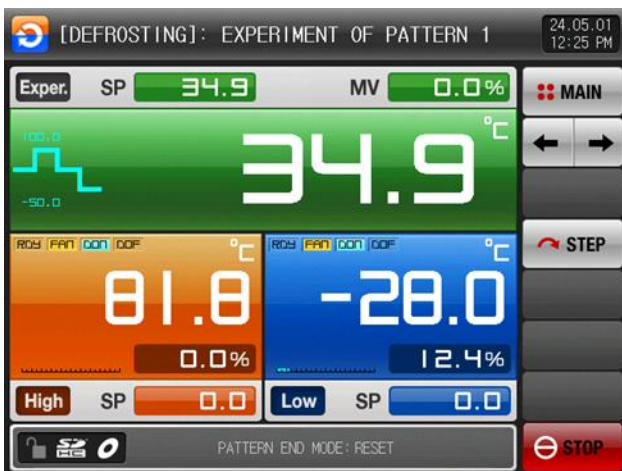 [DEFROSTING]: EXPERIMENT OF PATTERN 1
24.05.01
12:25 PM
Exper. SP 34.9 MV 0.0%
MAIN
100.0
-50.0
34.9 °C
RDY FAN DON DOF °C
81.8
0.0%
RDY FAN DON DOF °C
-28.0
12.4%
STEP
High SP 0.0
Low SP 0.0
SD HC
PATTERN END MODE: RESET
STOP